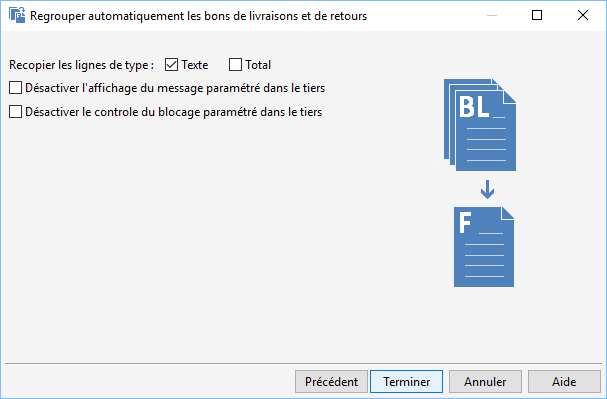 Regrouper automatiquement les bons de livraisons et de retours
Recopier les lignes de type : Texte Total
Désactiver l'affichage du message paramétré dans le tiers
Désactiver le controle du blocage paramétré dans le tiers
BL
F
Précédent Terminer Annuler Aide